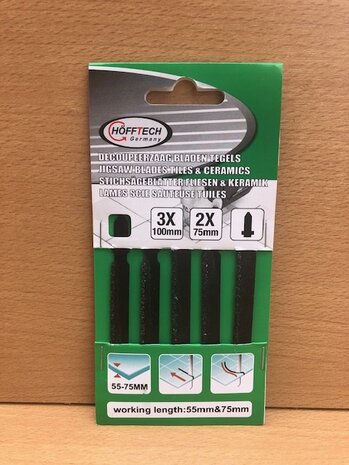 HÖFFTECH
Germany
DECOUPEERZAAG BLADEN TEGELS
JIGSAW BLADES TILES & CERAMICS
STICHSAGEBLATTER FLIESEN & KERAMIK
LAMES SCIE SAUTEUSE TUILES
3X
100mm
2X
75mm
55-75MM
working length:55mm&75mm